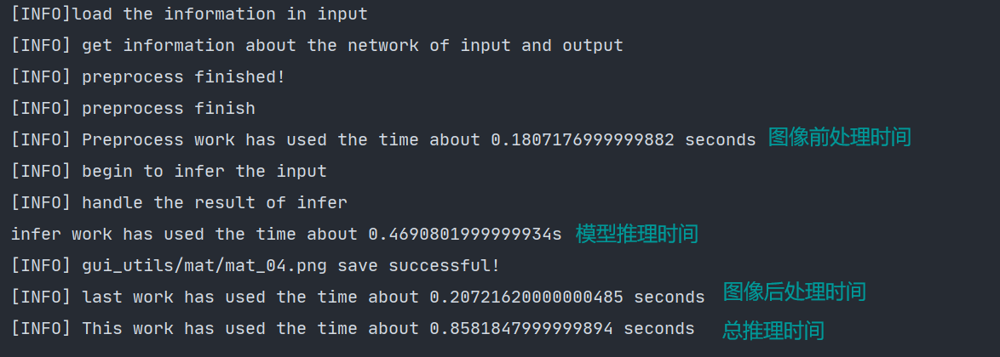 [INFO]load the information in input
[INFO] get information about the network of input and output
[INFO] preprocess finished!
[INFO] preprocess finish
[INFO] Preprocess work has used the time about 0.1807176999999882 seconds 图像前处理时间
[INFO] begin to infer the input
[INFO] handle the result of infer
infer work has used the time about 0.4690801999999934s 模型推理时间
[INFO] gui_utils/mat/mat_04.png save successful!
[INFO] last work has used the time about 0.20721620000000485 seconds 图像后处理时间
[INFO] This work has used the time about 0.8581847999999894 seconds 总推理时间